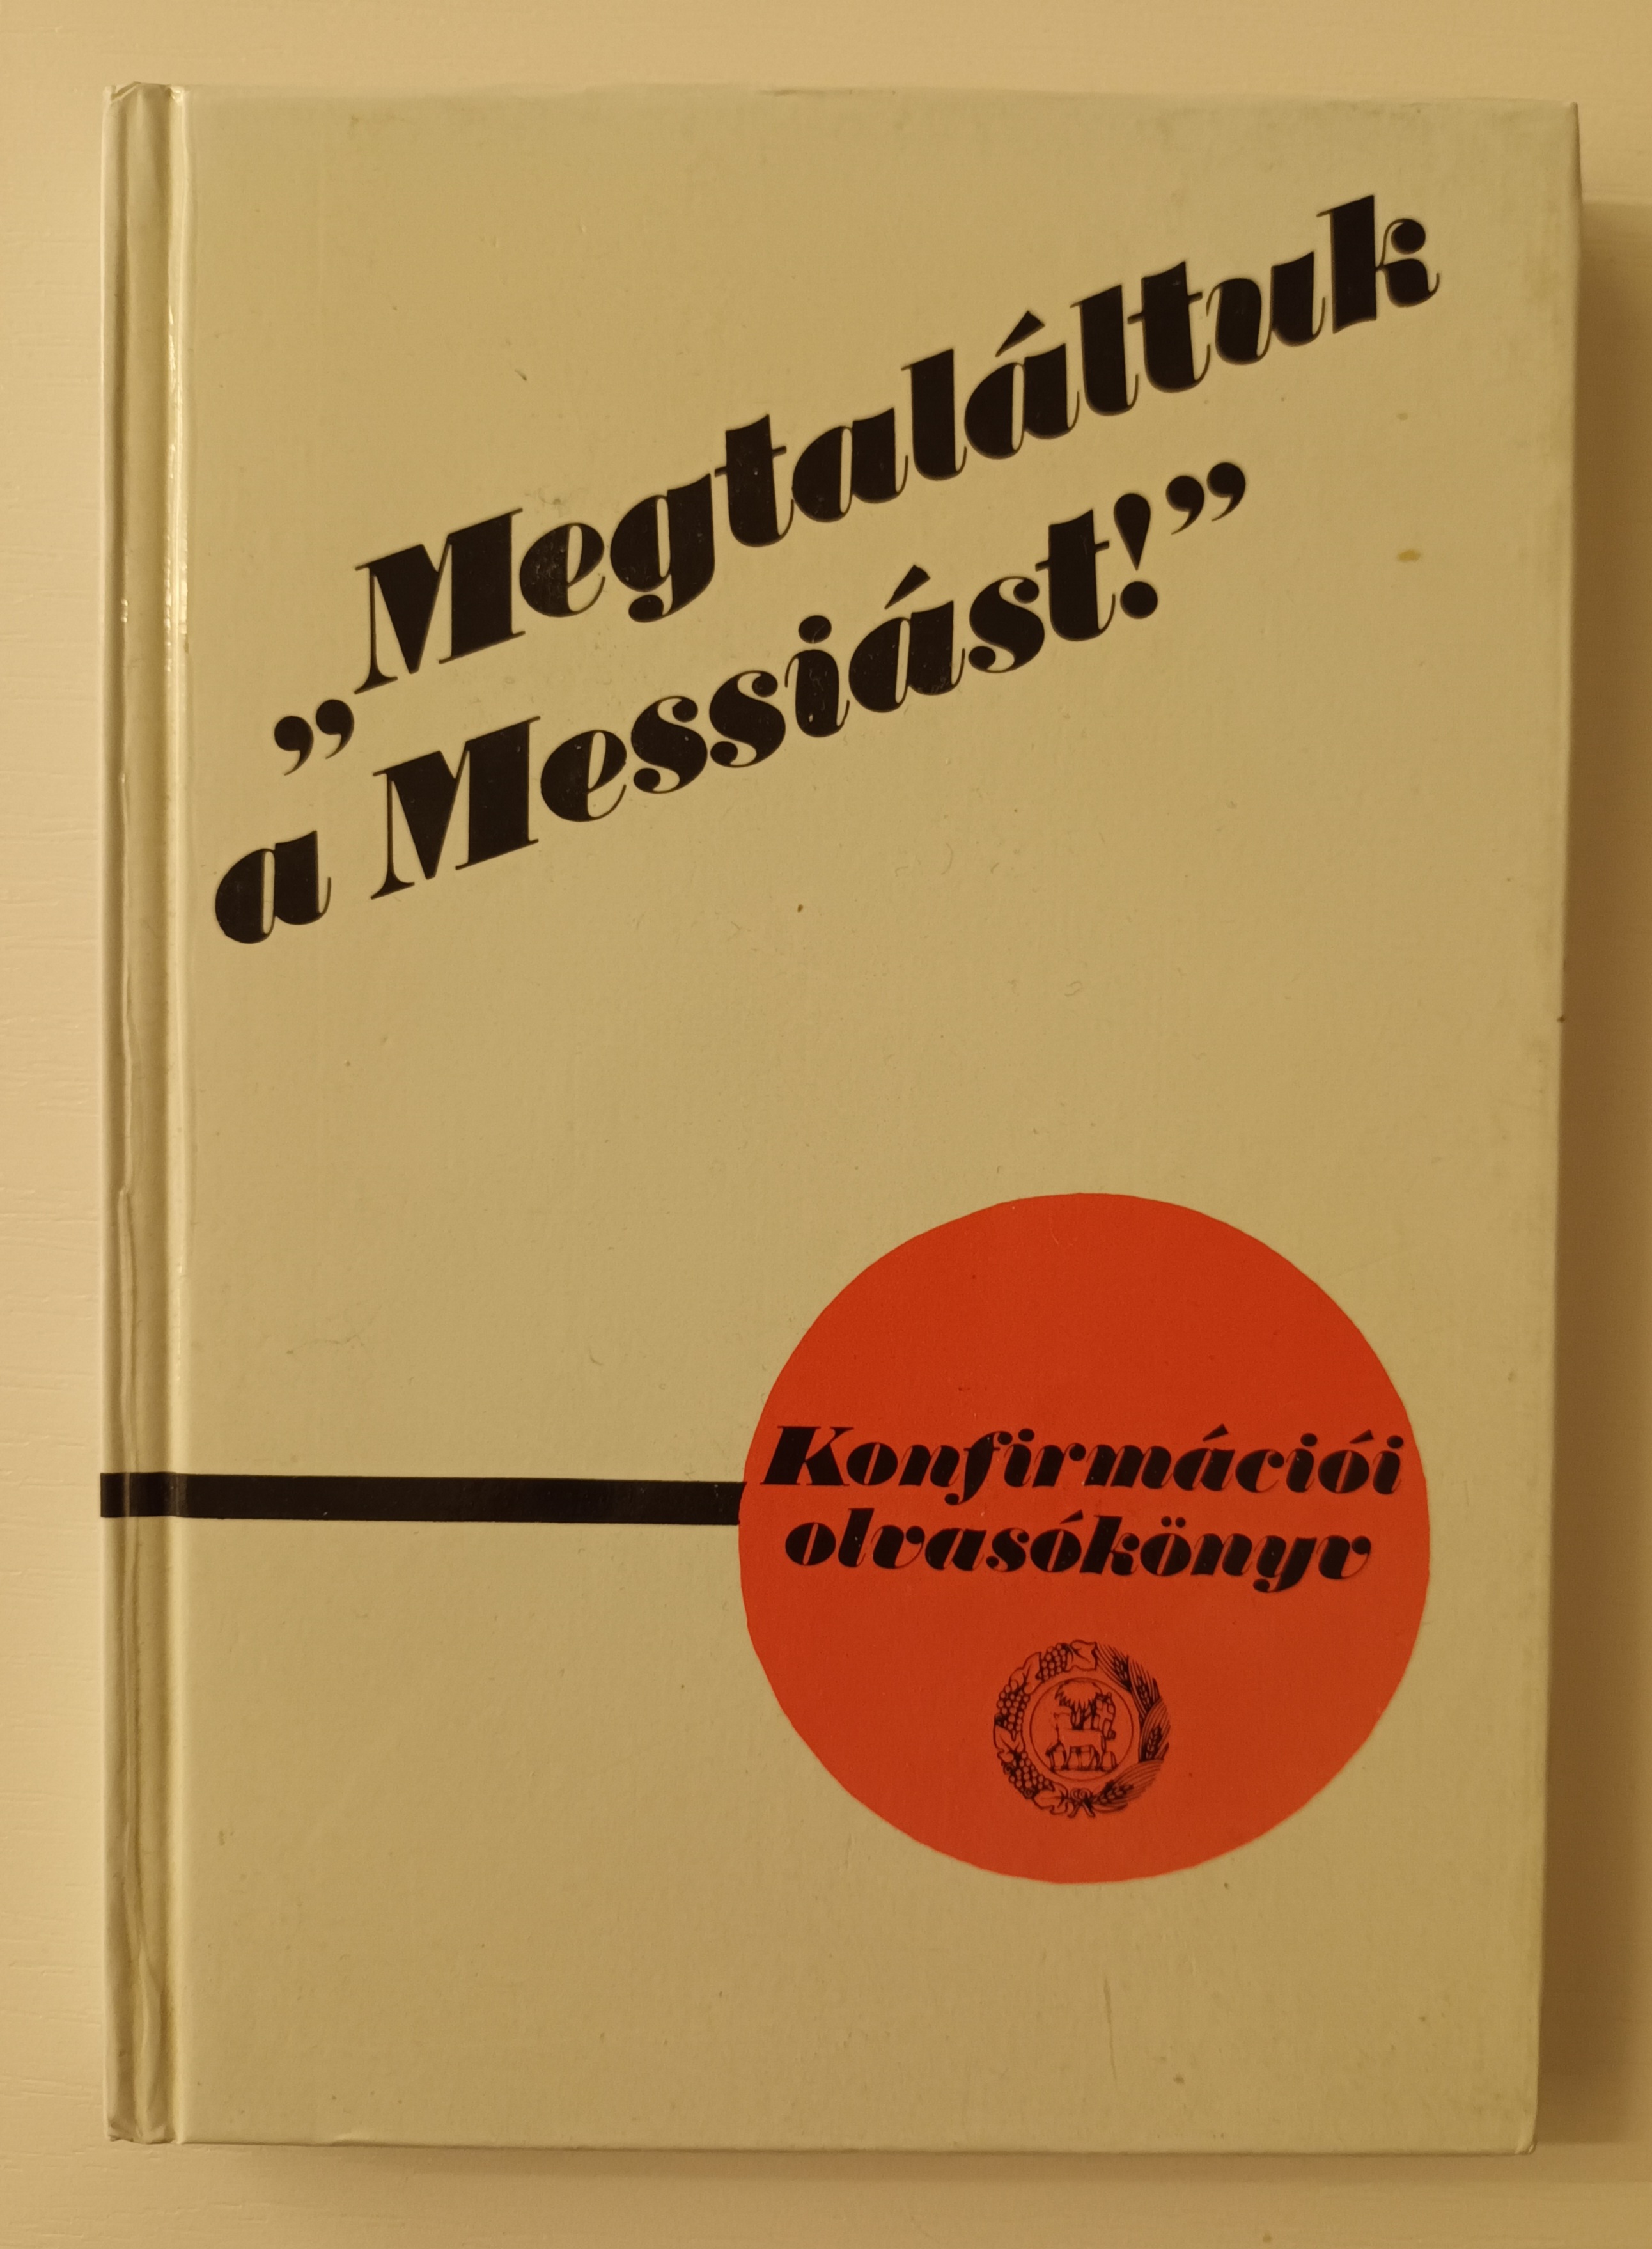 „Megtaláltuk
a Messiást!”
Konfirmációi
olvasókönyv